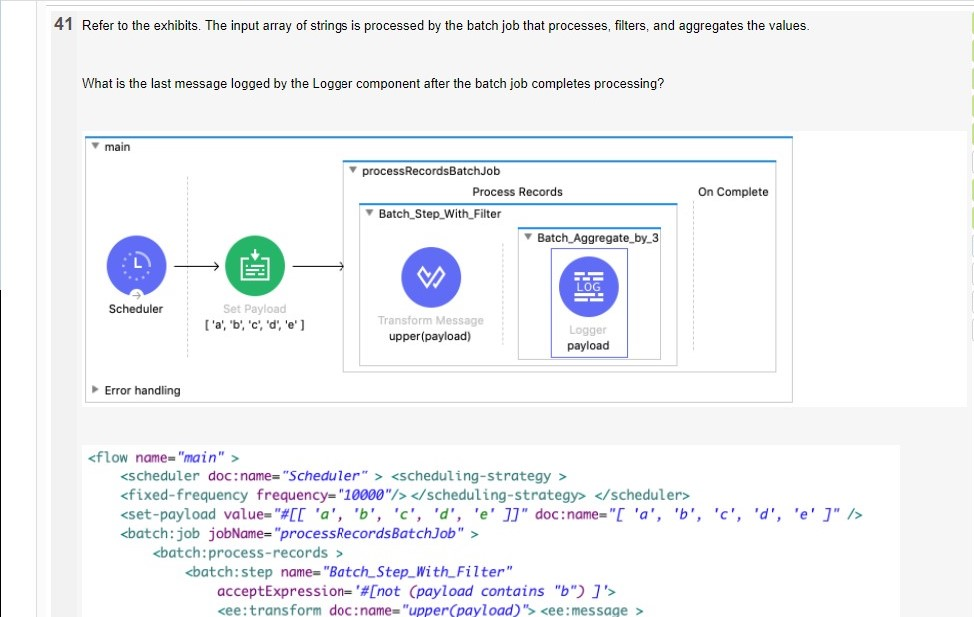 41 Refer to the exhibits. The input array of strings is processed by the batch job that processes, filters, and aggregates the values.
What is the last message logged by the Logger component after the batch job completes processing?
main
processRecordsBatchJob
Process Records
On Complete
Batch_Step_With_Filter
Batch_Aggregate_by_3
LOG
Scheduler
Set Payload
[ 'a', 'b', 'c', 'd', 'e' ]
Transform Message
upper(payload)
Logger
payload
Error handling
<flow name="main" >
<scheduler doc:name="Scheduler" > <scheduling-strategy >
<fixed-frequency frequency="10000"/> </scheduling-strategy> </scheduler>
<set-payload value="#[[ 'a', 'b', 'c', 'd', 'e' ]]" doc:name="[ 'a', 'b', 'c', 'd', 'e' ]" />
<batch:job jobName="processRecordsBatchJob" >
<batch:process-records >
<batch:step name="Batch_Step_With_Filter"
acceptExpression='#[not (payload contains "b") ]'>
<ee:transform doc:name="upper(payload)"> <ee:message >